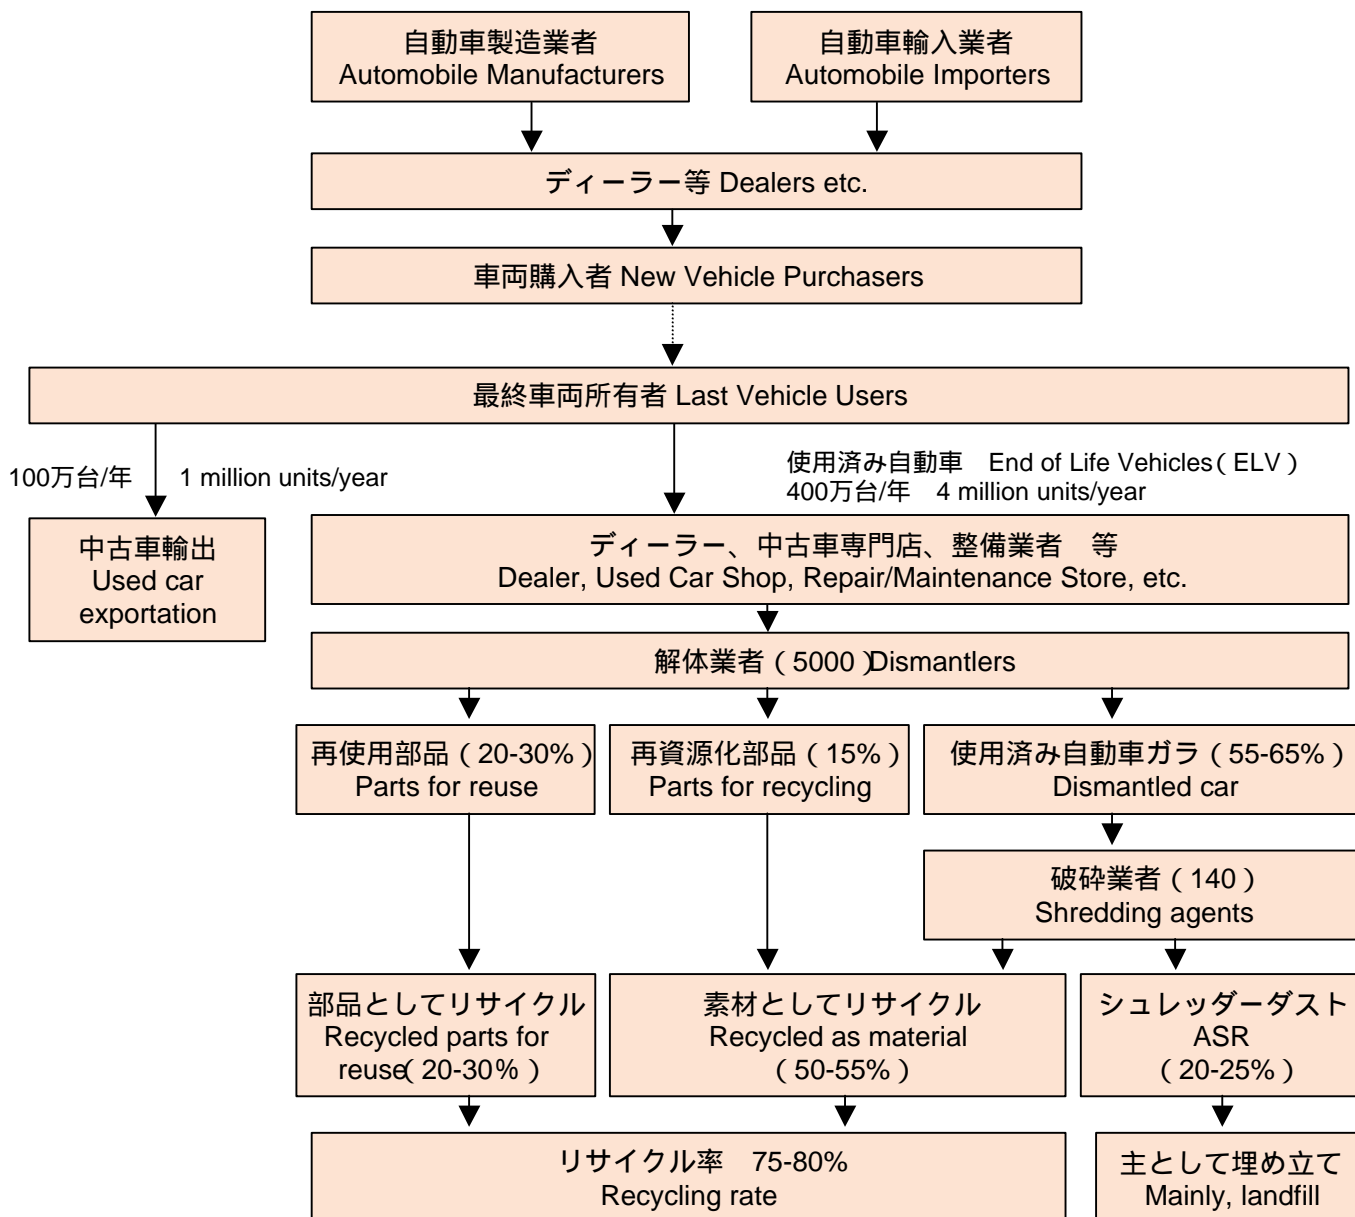 自動車製造業者
Automobile Manufacturers
自動車輸入業者
Automobile Importers
ディーラー等 Dealers etc.
車両購入者 New Vehicle Purchasers
最終車両所有者 Last Vehicle Users
100万台/年 1 million units/year
使用済み自動車 End of Life Vehicles(ELV)
400万台/年 4 million units/year
中古車輸出
Used car
exportation
ディーラー、中古車専門店、整備業者 等
Dealer, Used Car Shop, Repair/Maintenance Store, etc.
解体業者(5000)Dismantlers
再使用部品(20-30%)
Parts for reuse
再資源化部品(15%)
Parts for recycling
使用済み自動車ガラ(55-65%)
Dismantled car
破砕業者(140)
Shredding agents
部品としてリサイクル
Recycled parts for
reuse(20-30%)
素材としてリサイクル
Recycled as material
(50-55%)
シュレッダーダスト
ASR
(20-25%)
リサイクル率 75-80%
Recycling rate
主として埋め立て
Mainly, landfill